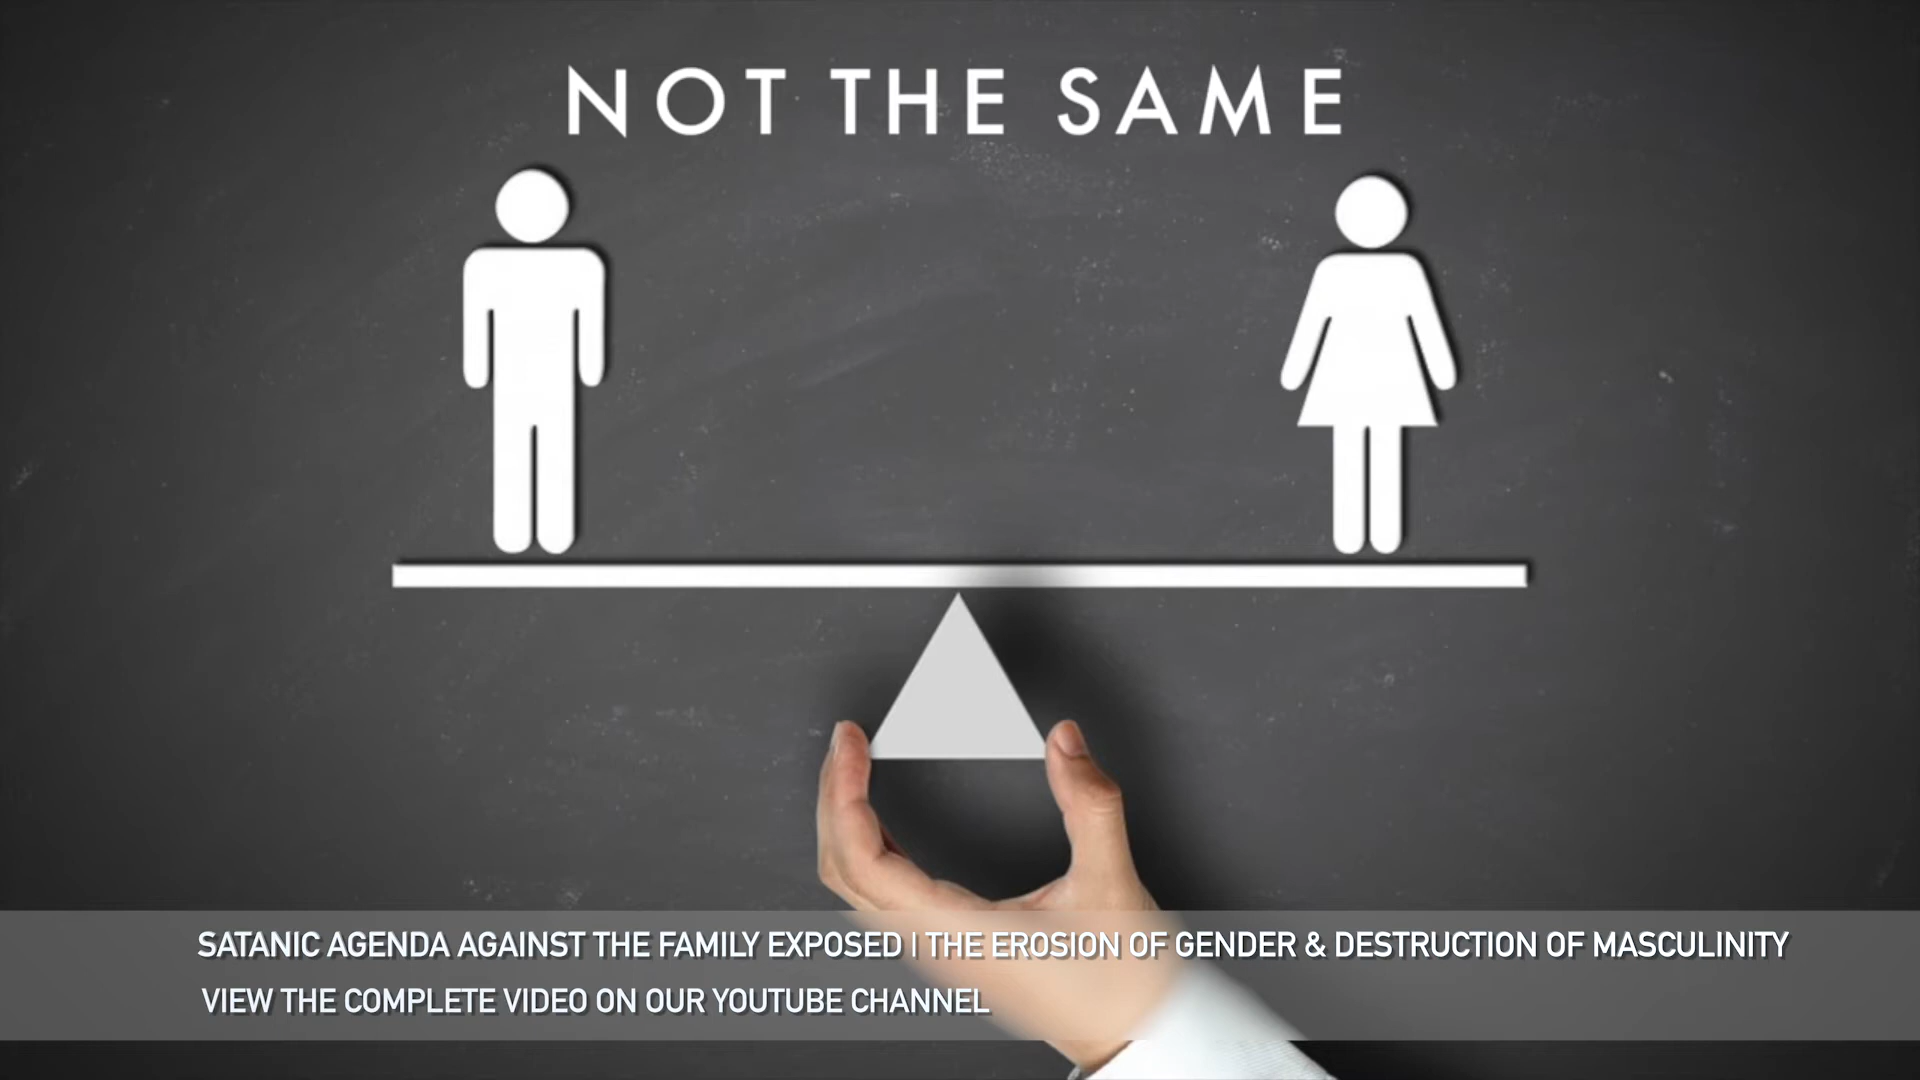 NOT THE SAME
SATANIC AGENDA AGAINST THE FAMILY EXPOSED | THE EROSION OF GENDER & DESTRUCTION OF MASCULINITY
VIEW THE COMPLETE VIDEO ON OUR YOUTUBE CHANNEL